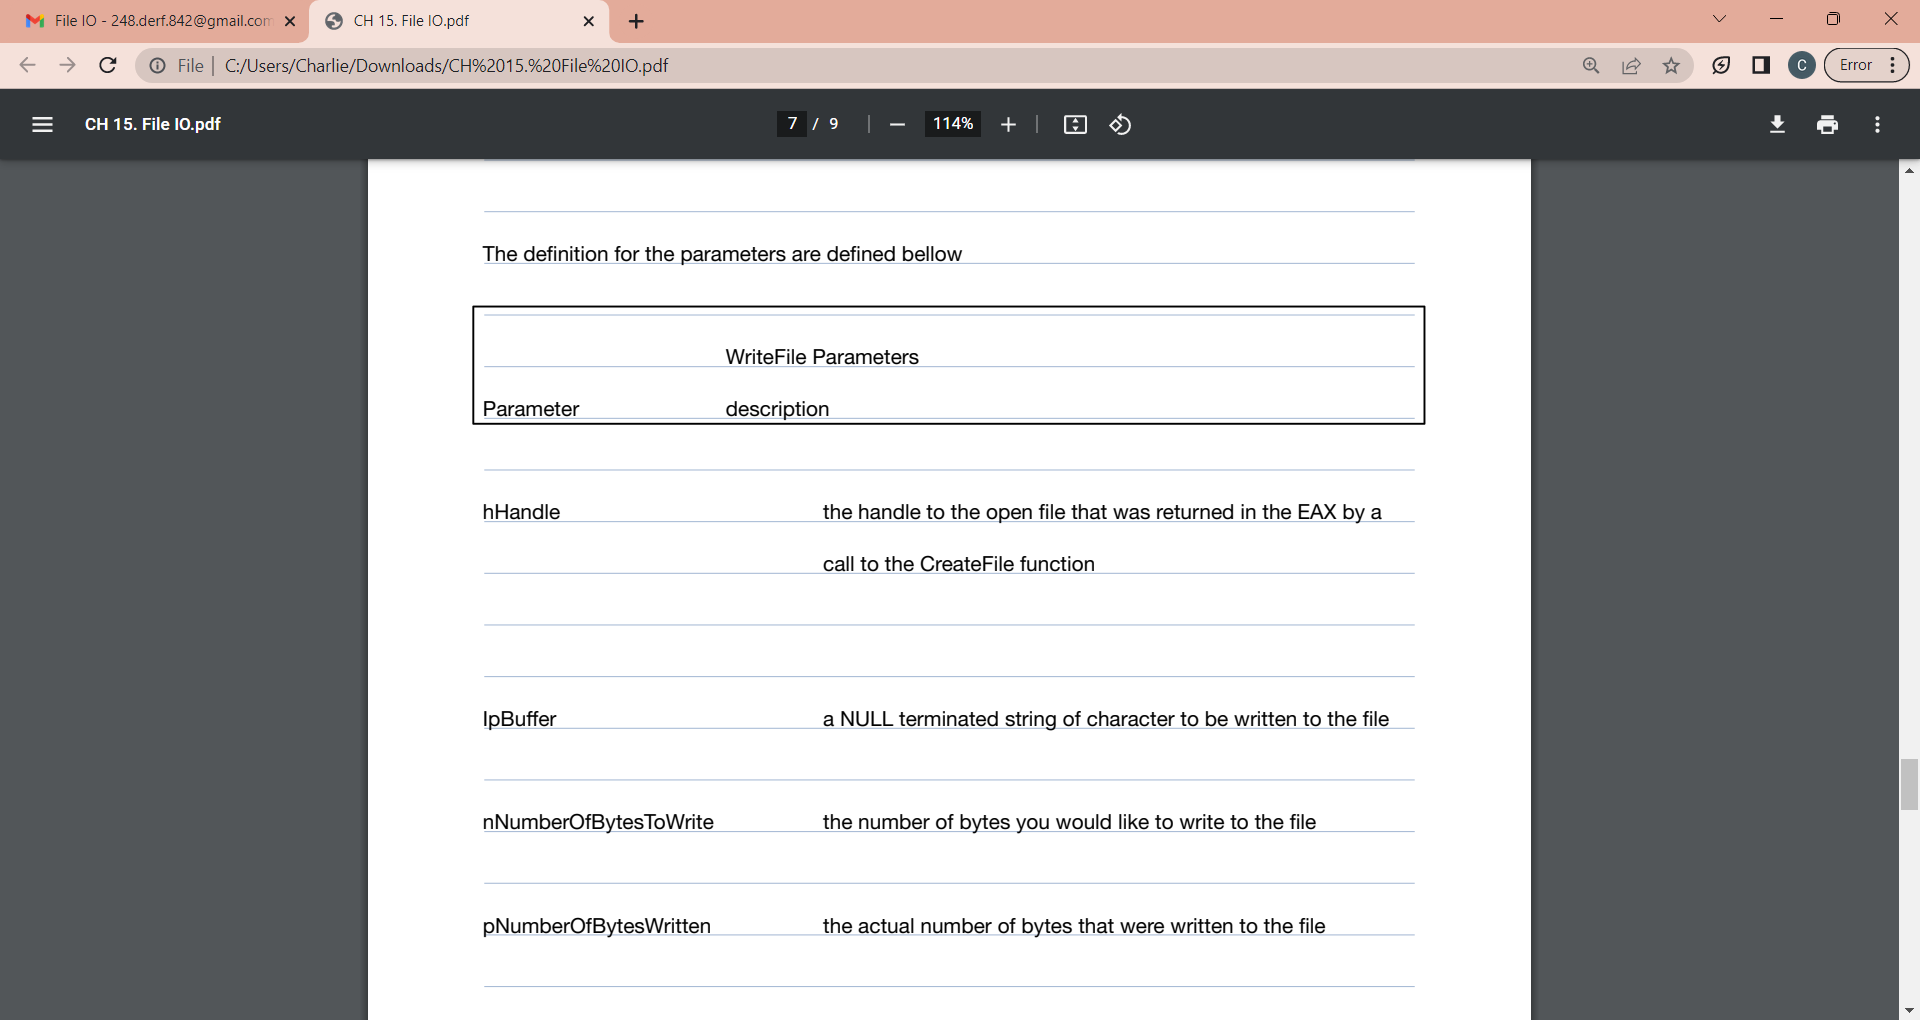 File IO - 248.derf.842@gmail.com
CH 15. File IO.pdf
File
C:/Users/Charlie/Downloads/CH%2015.%20File%20IO.pdf
C
Error
CH 15. File IO.pdf
7 / 9
114%
The definition for the parameters are defined bellow
WriteFile Parameters
Parameter description
hHandle the handle to the open file that was returned in the EAX by a
call to the CreateFile function
lpBuffer a NULL terminated string of character to be written to the file
nNumberOfBytesToWrite the number of bytes you would like to write to the file
pNumberOfBytesWritten the actual number of bytes that were written to the file